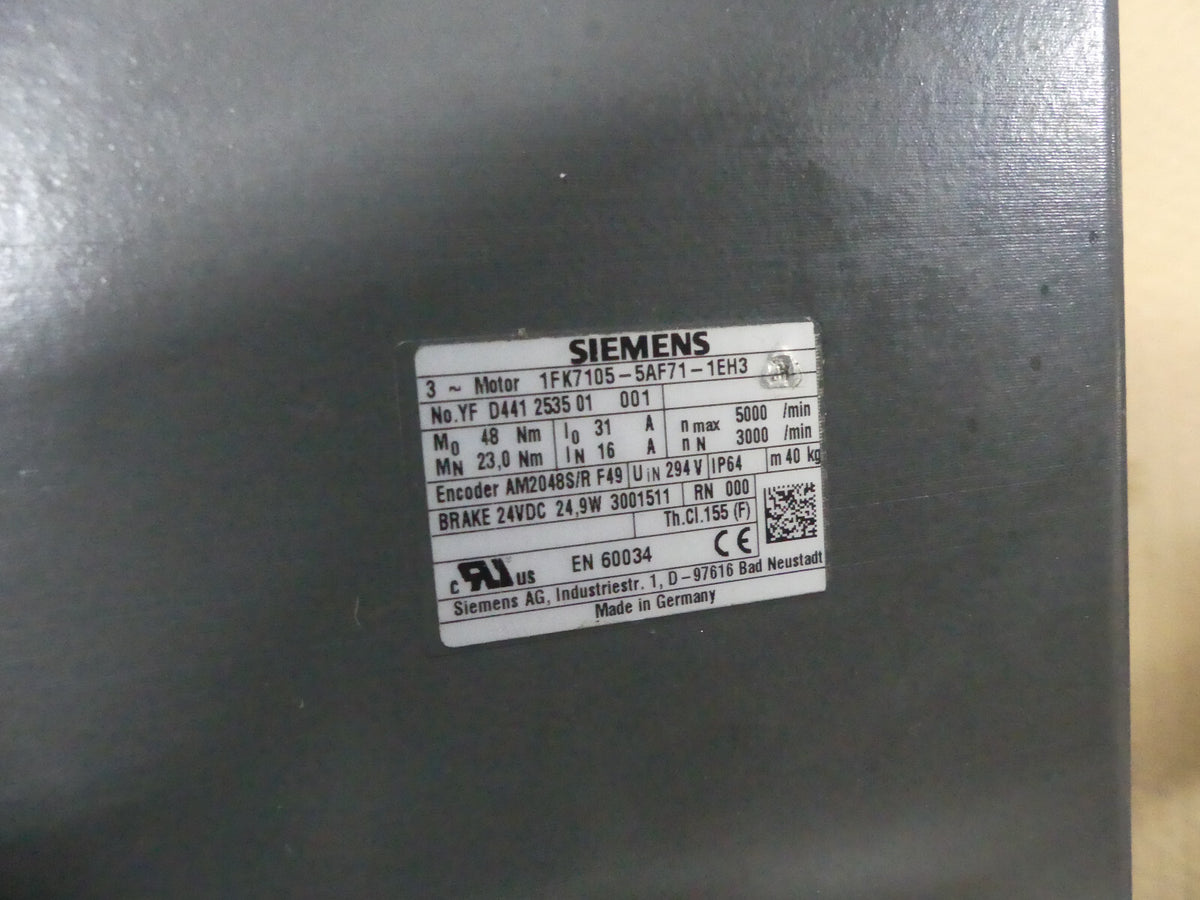 SIEMENS
3 ~ Motor 1FK7105-5AF71-1EH3
No.YF D441 2535 01 001
M0 48 Nm I0 31 A n max 5000 /min
MN 23,0 Nm IN 16 A n N 3000 /min
Encoder AM2048S/R F49 UIN 294 V IP64 m 40 kg
BRAKE 24VDC 24,9W 3001511 RN 000
Th.Cl.155 (F)
c RU us EN 60034 CE
Siemens AG, Industriestr. 1, D-97616 Bad Neustadt
Made in Germany